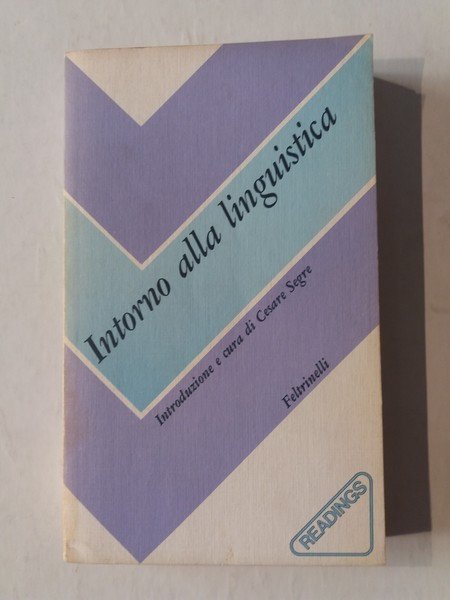 Intorno alla linguistica
Introduzione e cura di Cesare Segre
Feltrinelli
READINGS